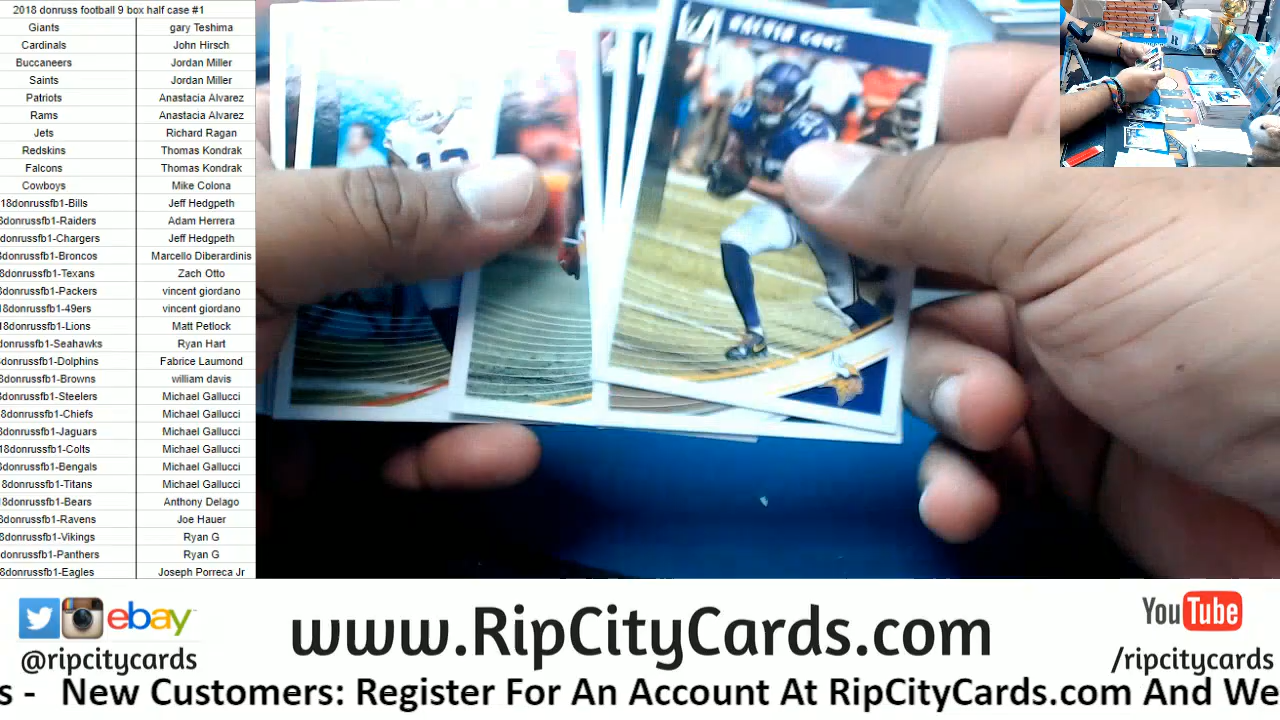 2018 donruss football 9 box half case #1
Giants gary Teshima
Cardinals John Hirsch
Buccaneers Jordan Miller
Saints Jordan Miller
Patriots Anastacia Alvarez
Rams Anastacia Alvarez
Jets Richard Ragan
Redskins Thomas Kondrak
Falcons Thomas Kondrak
Cowboys Mike Colona
18donrussfb1-Bills Jeff Hedgpeth
8donrussfb1-Raiders Adam Herrera
donrussfb1-Chargers Jeff Hedgpeth
donrussfb1-Broncos Marcello Diberardinis
8donrussfb1-Texans Zach Otto
8donrussfb1-Packers vincent giordano
18donrussfb1-49ers vincent giordano
18donrussfb1-Lions Matt Petlock
donrussfb1-Seahawks Ryan Hart
8donrussfb1-Dolphins Fabrice Laumond
8donrussfb1-Browns william davis
8donrussfb1-Steelers Michael Gallucci
8donrussfb1-Chiefs Michael Gallucci
8donrussfb1-Jaguars Michael Gallucci
18donrussfb1-Colts Michael Gallucci
8donrussfb1-Bengals Michael Gallucci
18donrussfb1-Titans Michael Gallucci
18donrussfb1-Bears Anthony Delago
8donrussfb1-Ravens Joe Hauer
8donrussfb1-Vikings Ryan G
donrussfb1-Panthers Ryan G
8donrussfb1-Eagles Joseph Porreca Jr
ebay
@ripcitycards
www.RipCityCards.com
YouTube
/ripcitycards
s - New Customers: Register For An Account At RipCityCards.com And We